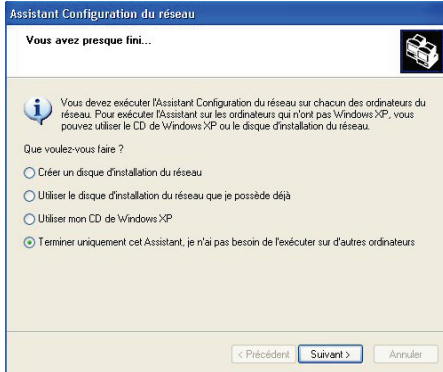 Assistant Configuration du réseau
Vous avez presque fini...
Vous devez exécuter l'Assistant Configuration du réseau sur chacun des ordinateurs du
réseau. Pour exécuter l'Assistant sur les ordinateurs qui n'ont pas Windows XP, vous
pouvez utiliser le CD de Windows XP ou le disque d'installation du réseau.
Que voulez-vous faire ?
Créer un disque d'installation du réseau
Utiliser le disque d'installation du réseau que je possède déjà
Utiliser mon CD de Windows XP
Terminer uniquement cet Assistant, je n'ai pas besoin de l'exécuter sur d'autres ordinateurs
< Précédent Suivant > Annuler